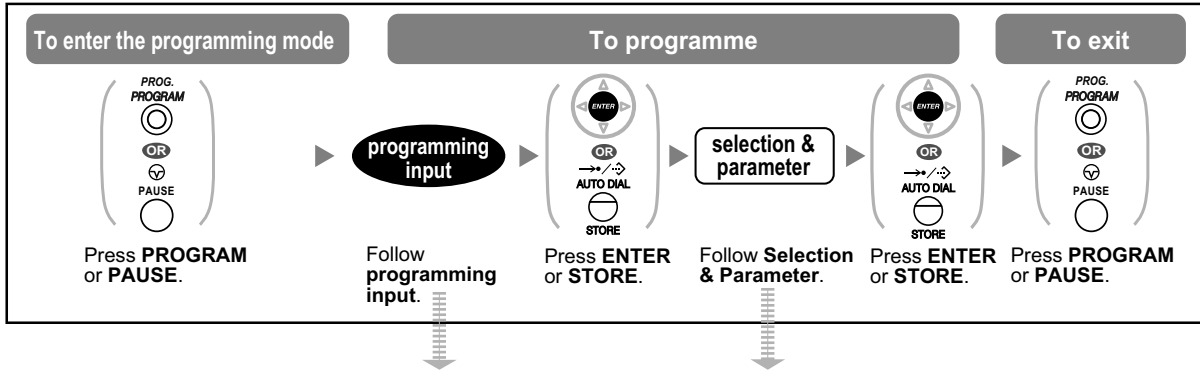 To enter the programming mode
To programme
To exit
PROG.
PROGRAM
OR
PAUSE
Press PROGRAM
or PAUSE.
programming
input
Follow
programming
input.
ENTER
OR
AUTO DIAL
STORE
Press ENTER
or STORE.
selection &
parameter
Follow Selection
& Parameter.
ENTER
OR
AUTO DIAL
STORE
Press ENTER
or STORE.
PROG.
PROGRAM
OR
PAUSE
Press PROGRAM
or PAUSE.